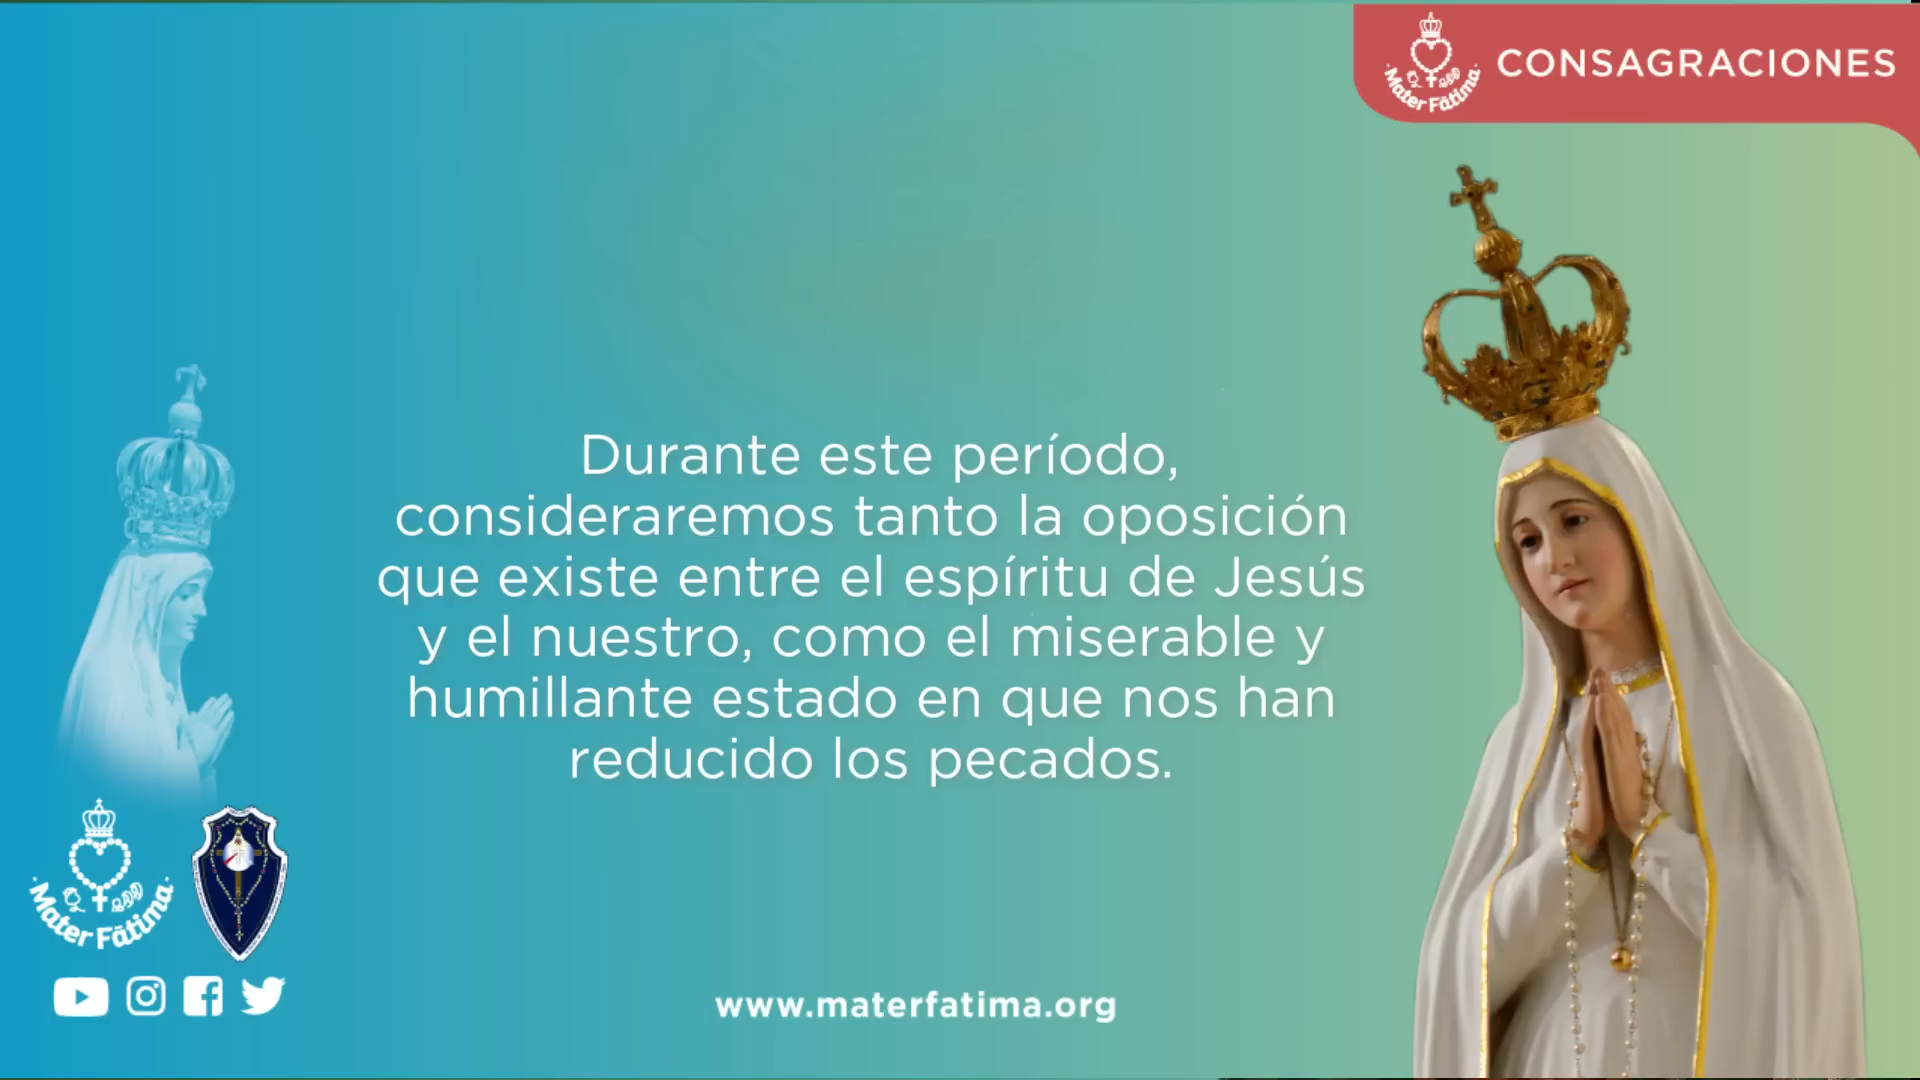 Mater Fátima
CONSAGRACIONES
Durante este período,
consideraremos tanto la oposición
que existe entre el espíritu de Jesús
y el nuestro, como el miserable y
humillante estado en que nos han
reducido los pecados.
Mater Fátima
www.materfatima.org